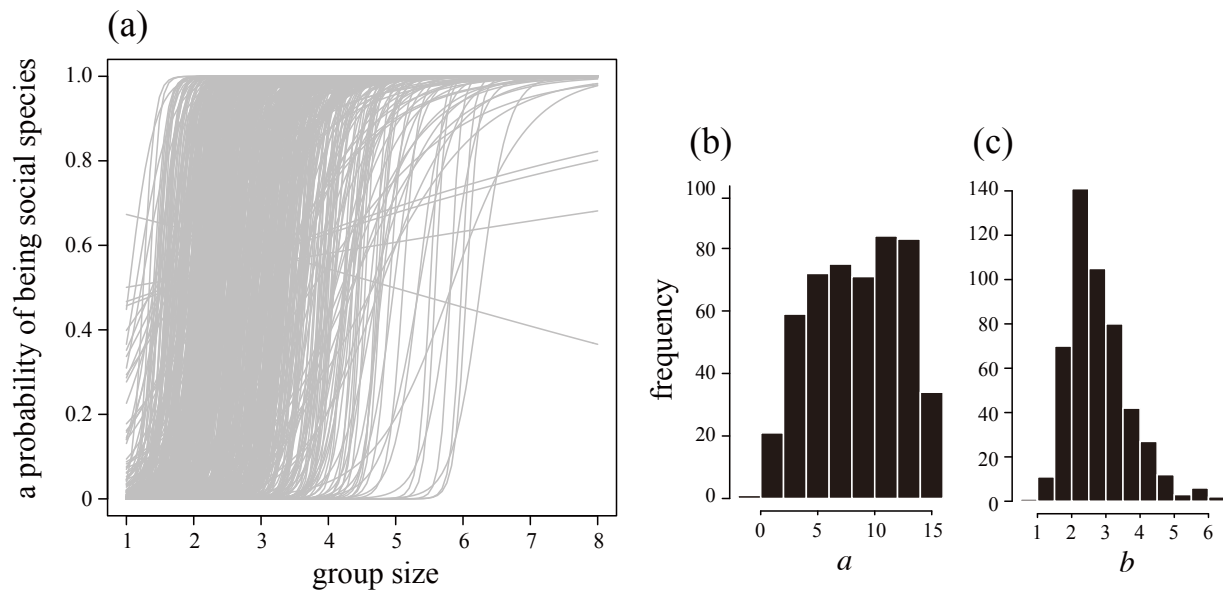 (a)
a probability of being social species
1.0
0.8
0.6
0.4
0.2
0
1 2 3 4 5 6 7 8
group size
(b)
frequency
100
80
60
40
20
0
0 5 10 15
a
(c)
140
120
100
80
60
40
20
0
1 2 3 4 5 6
b